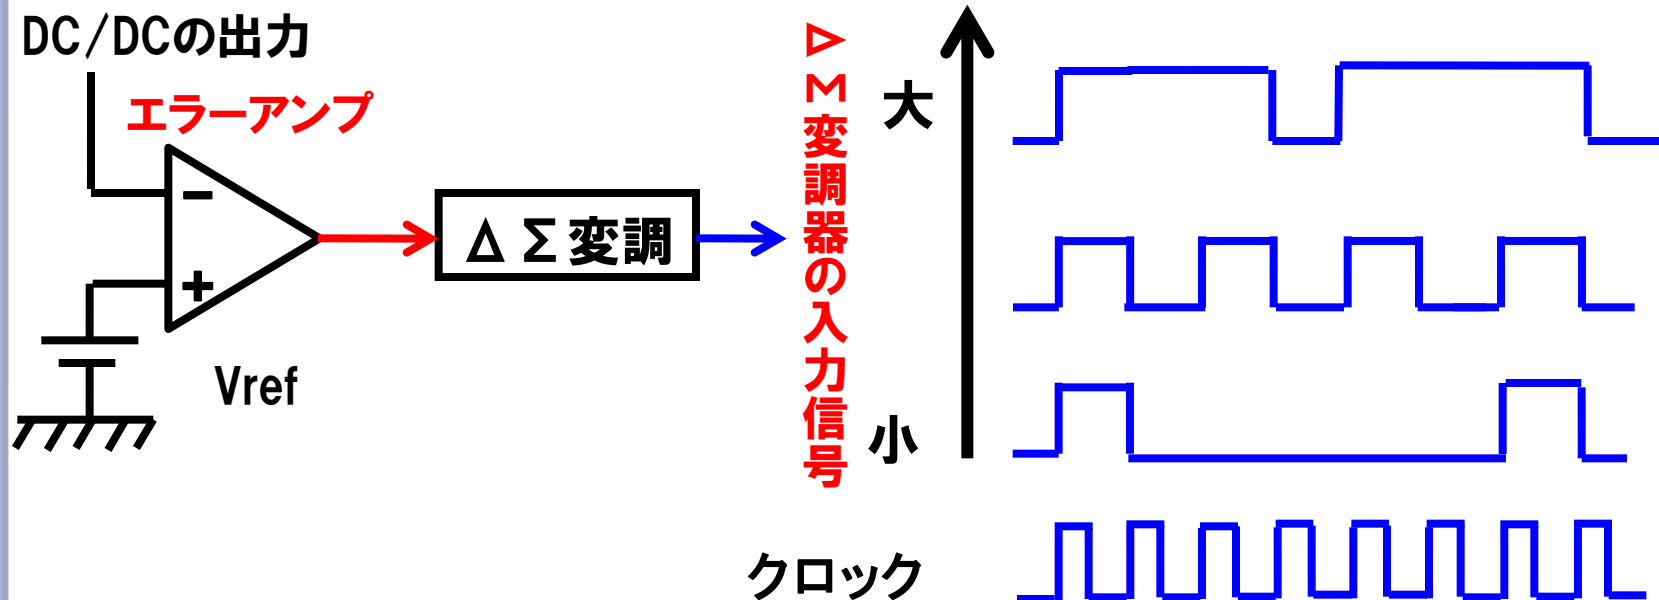 DC/DCの出力
エラーアンプ
−
+
ΔΣ変調
Vref
ΔΣ変調器の入力信号
大
小
クロック